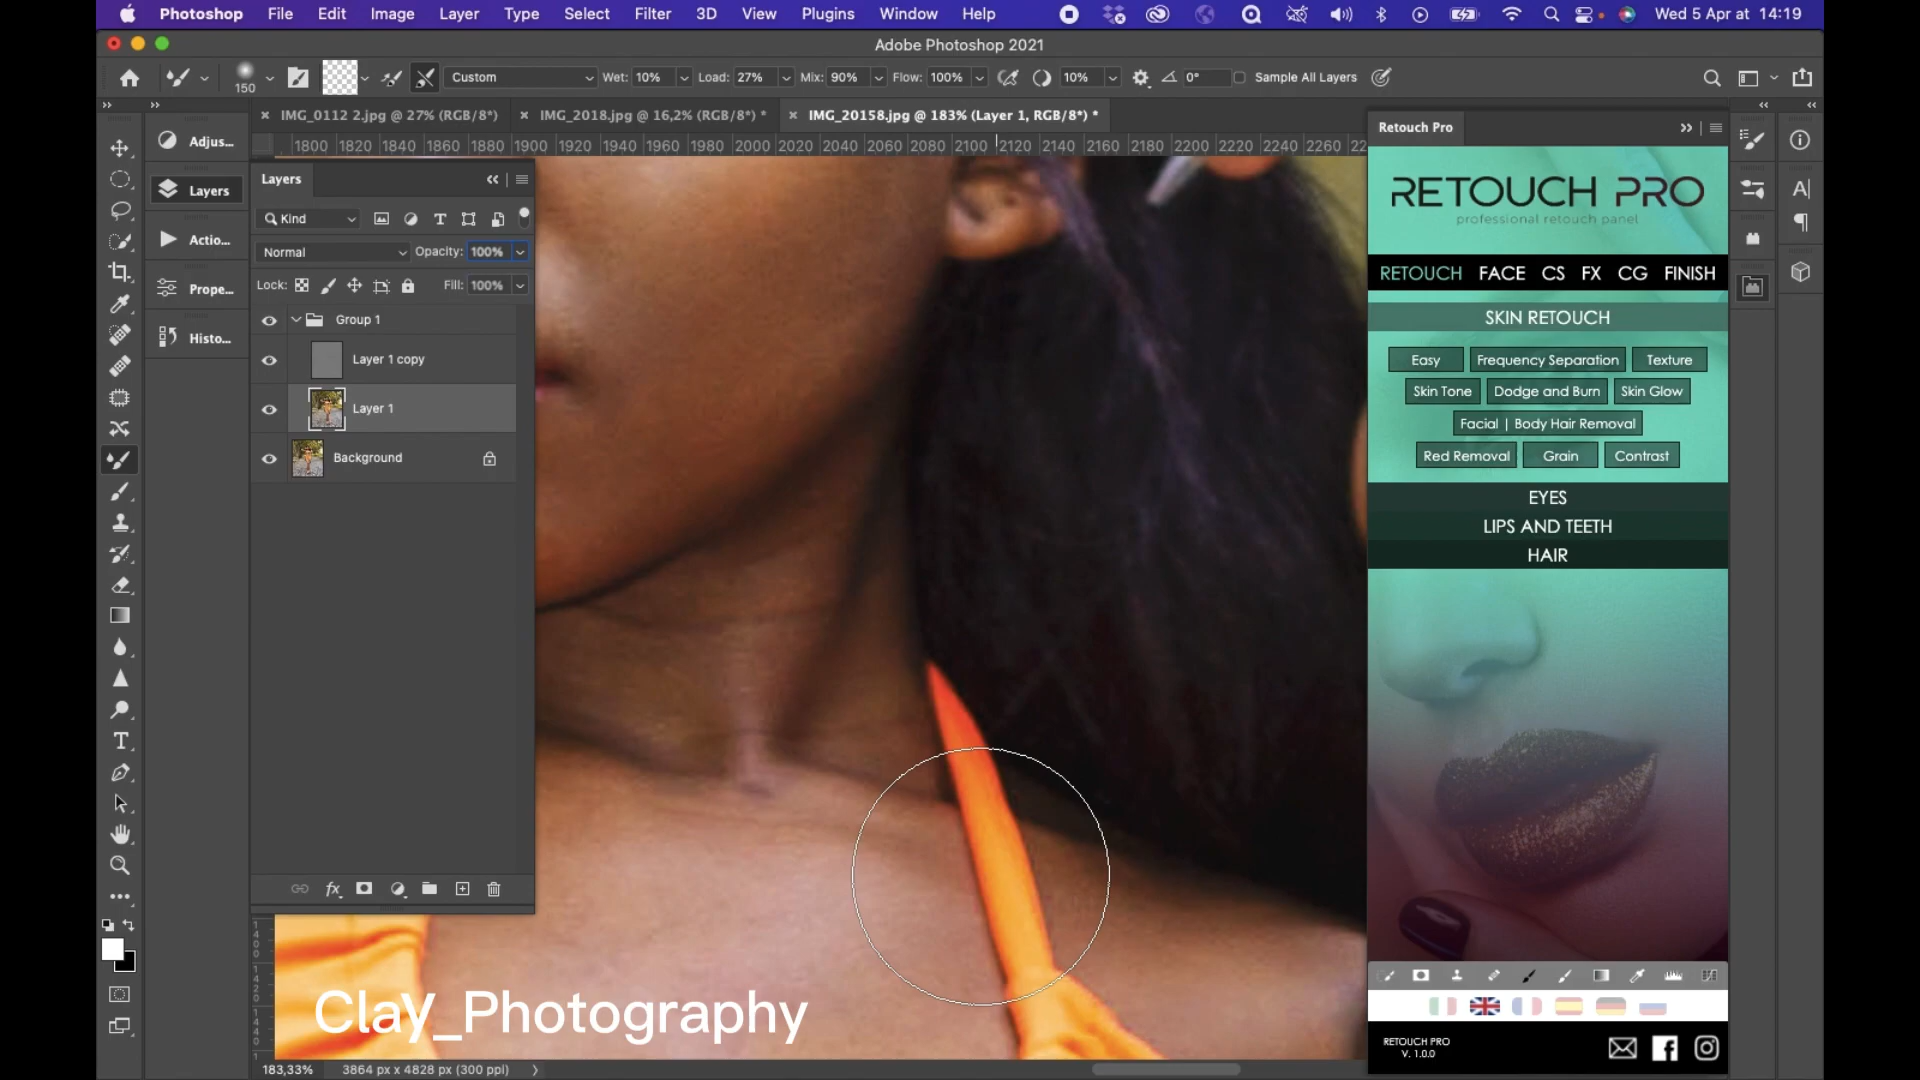 Photoshop File Edit Image Layer Type Select Filter 3D View Plugins Window Help Wed 5 Apr at 14:19
Adobe Photoshop 2021
150 Custom Wet: 10% Load: 27% Mix: 90% Flow: 100% 10% 0° Sample All Layers
IMG_0112 2.jpg @ 27% (RGB/8*) IMG_2018.jpg @ 16,2% (RGB/8*) * IMG_20158.jpg @ 183% (Layer 1, RGB/8*) *
1800 1820 1840 1860 1880 1900 1920 1940 1960 1980 2000 2020 2040 2060 2080 2100 2120 2140 2160 2180 2200 2220 2240 2260 22
Adjus...
Layers
Actio...
Prope...
Histo...
Layers
Kind
Normal Opacity: 100%
Lock: Fill: 100%
Group 1
Layer 1 copy
Layer 1
Background
Clay_Photography
183,33% 3864 px x 4828 px (300 ppi)
Retouch Pro
RETOUCH PRO
professional retouch panel
RETOUCH FACE CS FX CG FINISH
SKIN RETOUCH
Easy Frequency Separation Texture
Skin Tone Dodge and Burn Skin Glow
Facial | Body Hair Removal
Red Removal Grain Contrast
EYES
LIPS AND TEETH
HAIR
RETOUCH PRO
V. 1.0.0